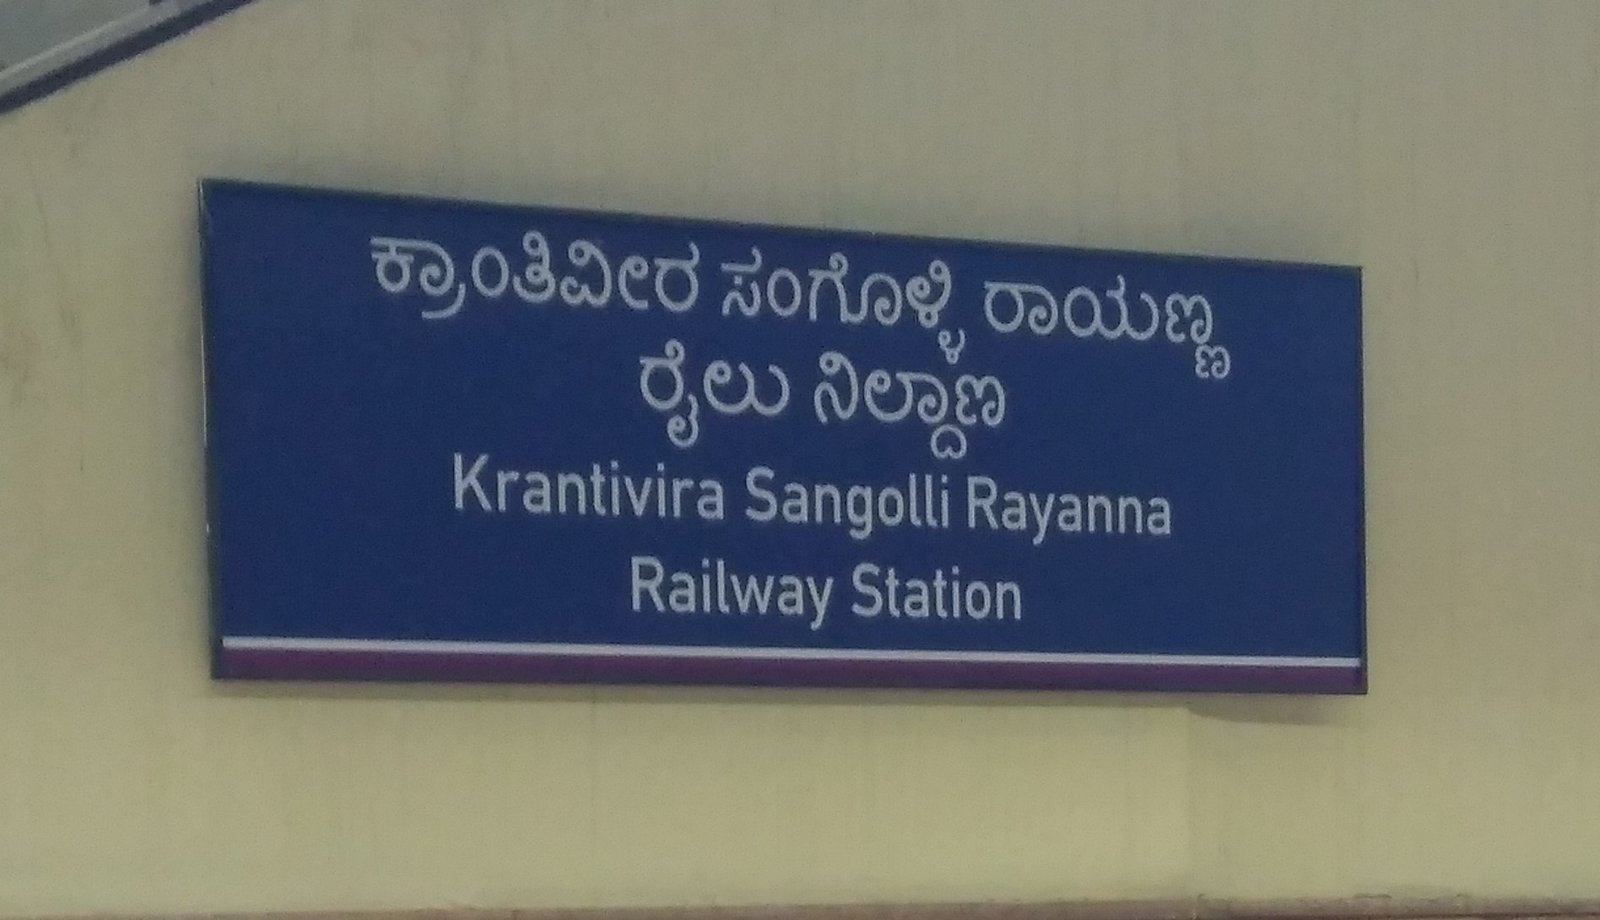 ಕ್ರಾಂತಿವೀರ ಸಂಗೊಳ್ಳಿ ರಾಯಣ್ಣ
ರೈಲು ನಿಲ್ದಾಣ
Krantivira Sangolli Rayanna
Railway Station